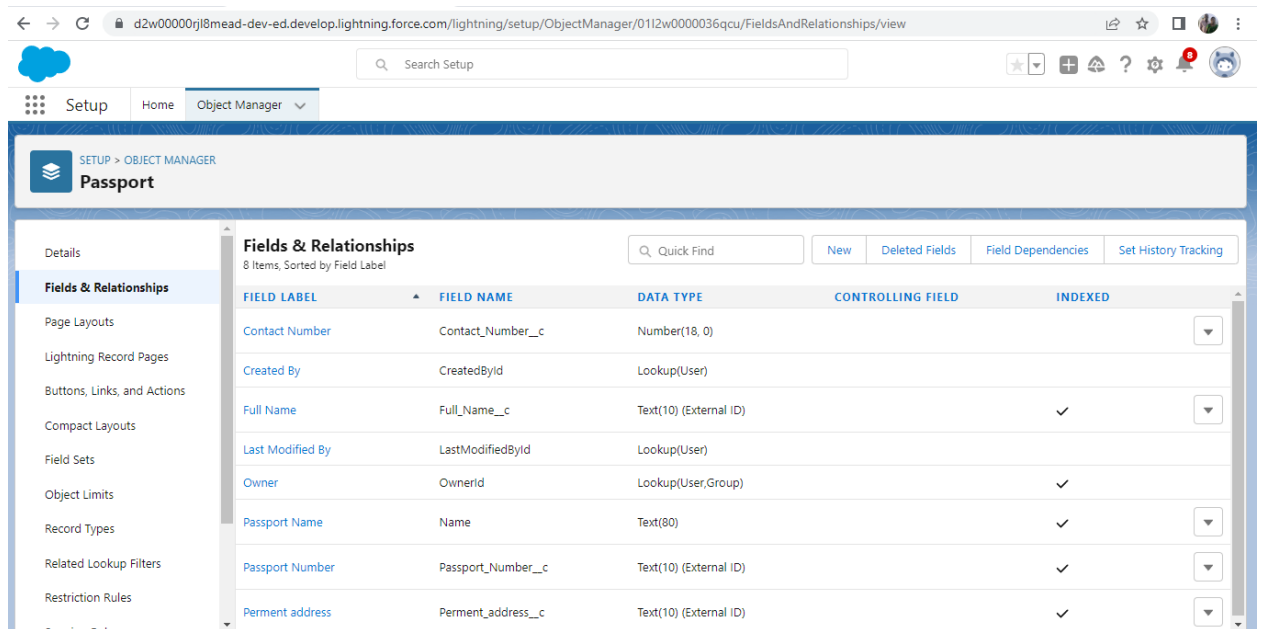 d2w00000rjl8mead-dev-ed.develop.lightning.force.com/lightning/setup/ObjectManager/01I2w0000036qcu/FieldsAndRelationships/view
Search Setup
8
Setup Home Object Manager
SETUP > OBJECT MANAGER
Passport
Details
Fields & Relationships
Page Layouts
Lightning Record Pages
Buttons, Links, and Actions
Compact Layouts
Field Sets
Object Limits
Record Types
Related Lookup Filters
Restriction Rules
Fields & Relationships
8 Items, Sorted by Field Label
Quick Find New Deleted Fields Field Dependencies Set History Tracking
FIELD LABEL FIELD NAME DATA TYPE CONTROLLING FIELD INDEXED
Contact Number Contact_Number__c Number(18, 0)
Created By CreatedById Lookup(User)
Full Name Full_Name__c Text(10) (External ID)
Last Modified By LastModifiedById Lookup(User)
Owner OwnerId Lookup(User,Group)
Passport Name Name Text(80)
Passport Number Passport_Number__c Text(10) (External ID)
Perment address Perment_address__c Text(10) (External ID)